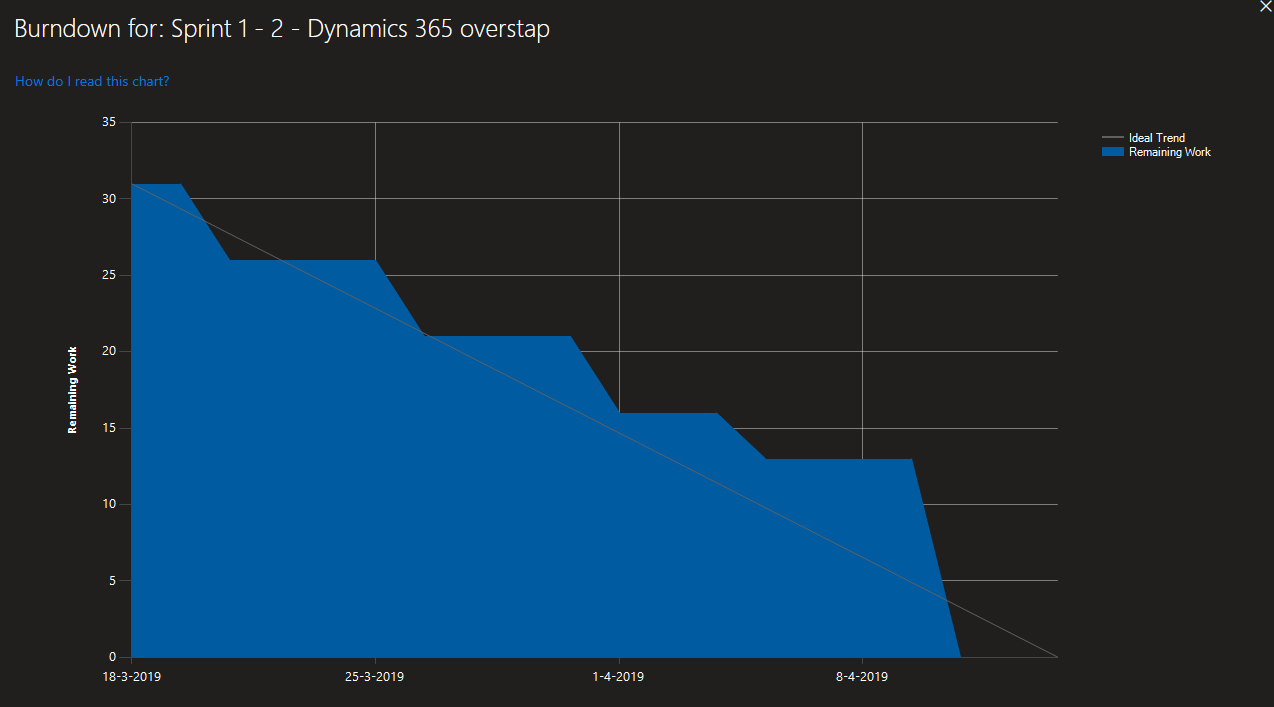 Burndown for: Sprint 1 - 2 - Dynamics 365 overstap
How do I read this chart?
35
30
25
20
15
10
5
0
Remaining Work
18-3-2019
25-3-2019
1-4-2019
8-4-2019
Ideal Trend
Remaining Work